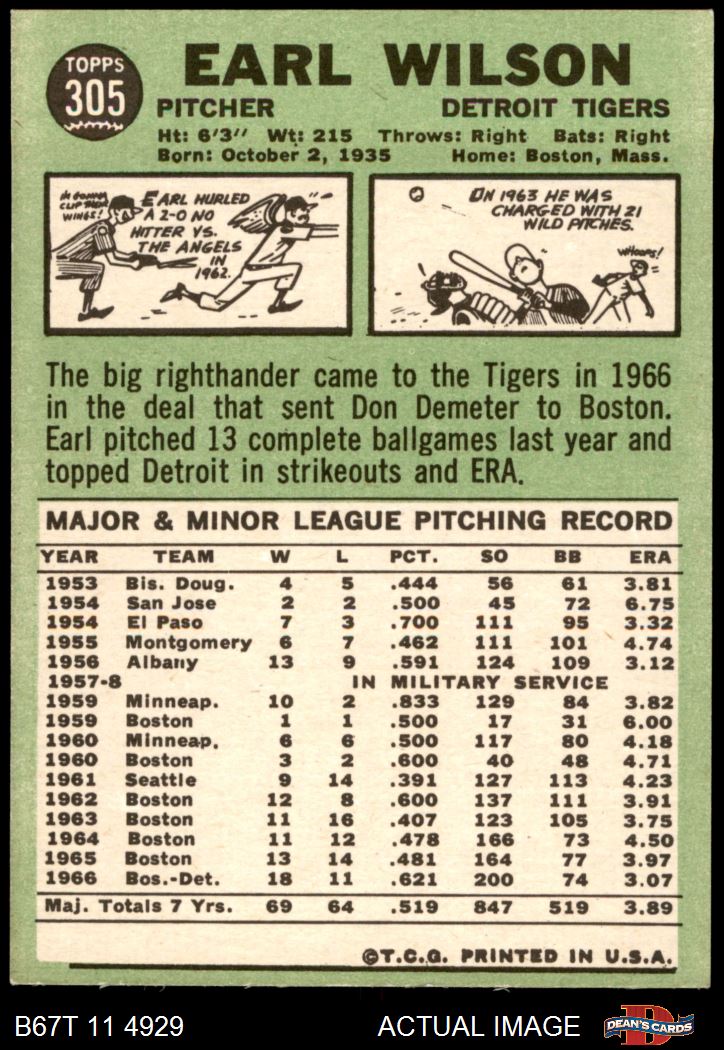 TOPPS
305
EARL WILSON
PITCHER DETROIT TIGERS
Ht: 6'3" Wt: 215 Throws: Right Bats: Right
Born: October 2, 1935 Home: Boston, Mass.
I'M GONNA
CLIP THEM
WINGS!
EARL HURLED
A 2-0 NO
HITTER VS.
THE ANGELS
IN
1962.
IN 1963 HE WAS
CHARGED WITH 21
WILD PITCHES.
WHOOPS!
The big righthander came to the Tigers in 1966
in the deal that sent Don Demeter to Boston.
Earl pitched 13 complete ballgames last year and
topped Detroit in strikeouts and ERA.
MAJOR & MINOR LEAGUE PITCHING RECORD
YEAR TEAM W L PCT. SO BB ERA
1953 Bis. Doug. 4 5 .444 56 61 3.81
1954 San Jose 2 2 .500 45 72 6.75
1954 El Paso 7 3 .700 111 95 3.32
1955 Montgomery 6 7 .462 111 101 4.74
1956 Albany 13 9 .591 124 109 3.12
1957-8 IN MILITARY SERVICE
1959 Minneap. 10 2 .833 129 84 3.82
1959 Boston 1 1 .500 17 31 6.00
1960 Minneap. 6 6 .500 117 80 4.18
1960 Boston 3 2 .600 40 48 4.71
1961 Seattle 9 14 .391 127 113 4.23
1962 Boston 12 8 .600 137 111 3.91
1963 Boston 11 16 .407 123 105 3.75
1964 Boston 11 12 .478 166 73 4.50
1965 Boston 13 14 .481 164 77 3.97
1966 Bos.-Det. 18 11 .621 200 74 3.07
Maj. Totals 7 Yrs. 69 64 .519 847 519 3.89
©T.C.G. PRINTED IN U.S.A.
B67T 11 4929 ACTUAL IMAGE
D
DEAN'S CARDS